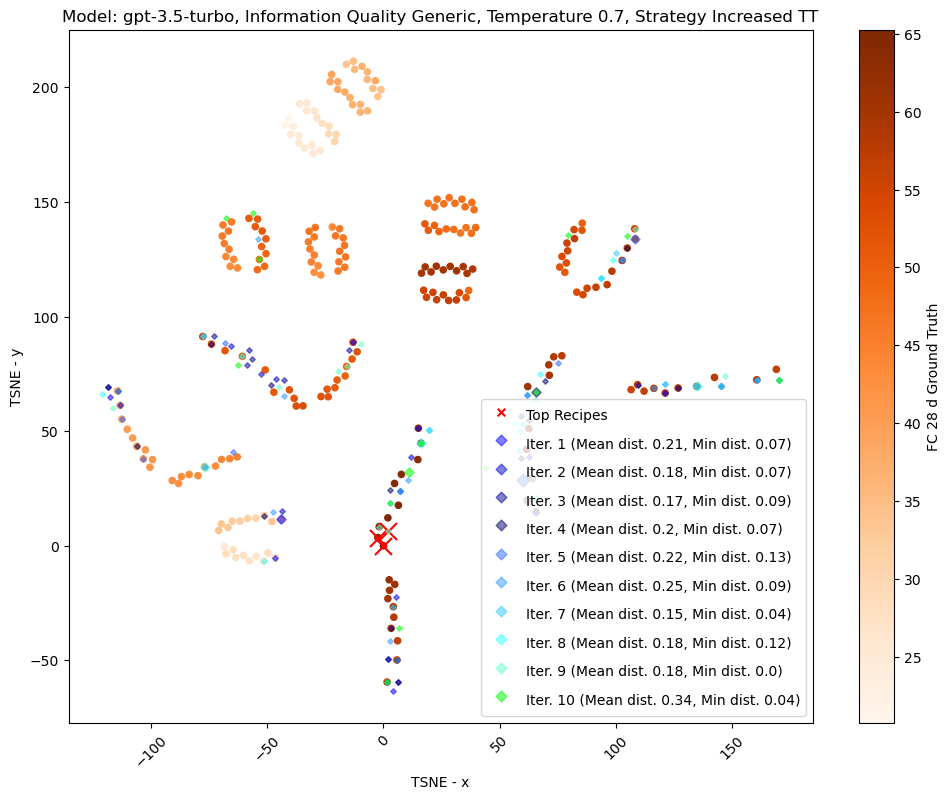 Model: gpt-3.5-turbo, Information Quality Generic, Temperature 0.7, Strategy Increased TT
200
150
100
50
0
−50
TSNE - y
−100
−50
0
50
100
150
TSNE - x
Top Recipes
Iter. 1 (Mean dist. 0.21, Min dist. 0.07)
Iter. 2 (Mean dist. 0.18, Min dist. 0.07)
Iter. 3 (Mean dist. 0.17, Min dist. 0.09)
Iter. 4 (Mean dist. 0.2, Min dist. 0.07)
Iter. 5 (Mean dist. 0.22, Min dist. 0.13)
Iter. 6 (Mean dist. 0.25, Min dist. 0.09)
Iter. 7 (Mean dist. 0.15, Min dist. 0.04)
Iter. 8 (Mean dist. 0.18, Min dist. 0.12)
Iter. 9 (Mean dist. 0.18, Min dist. 0.0)
Iter. 10 (Mean dist. 0.34, Min dist. 0.04)
65
60
55
50
45
40
35
30
25
FC 28 d Ground Truth